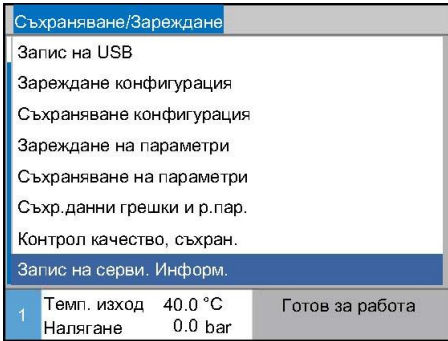 Съхраняване/Зареждане
Запис на USB
Зареждане конфигурация
Съхраняване конфигурация
Зареждане на параметри
Съхраняване на параметри
Съхр.данни грешки и р.пар.
Контрол качество, съхран.
Запис на серви. Информ.
1 Темп. изход 40.0 °C Готов за работа
Налягане 0.0 bar